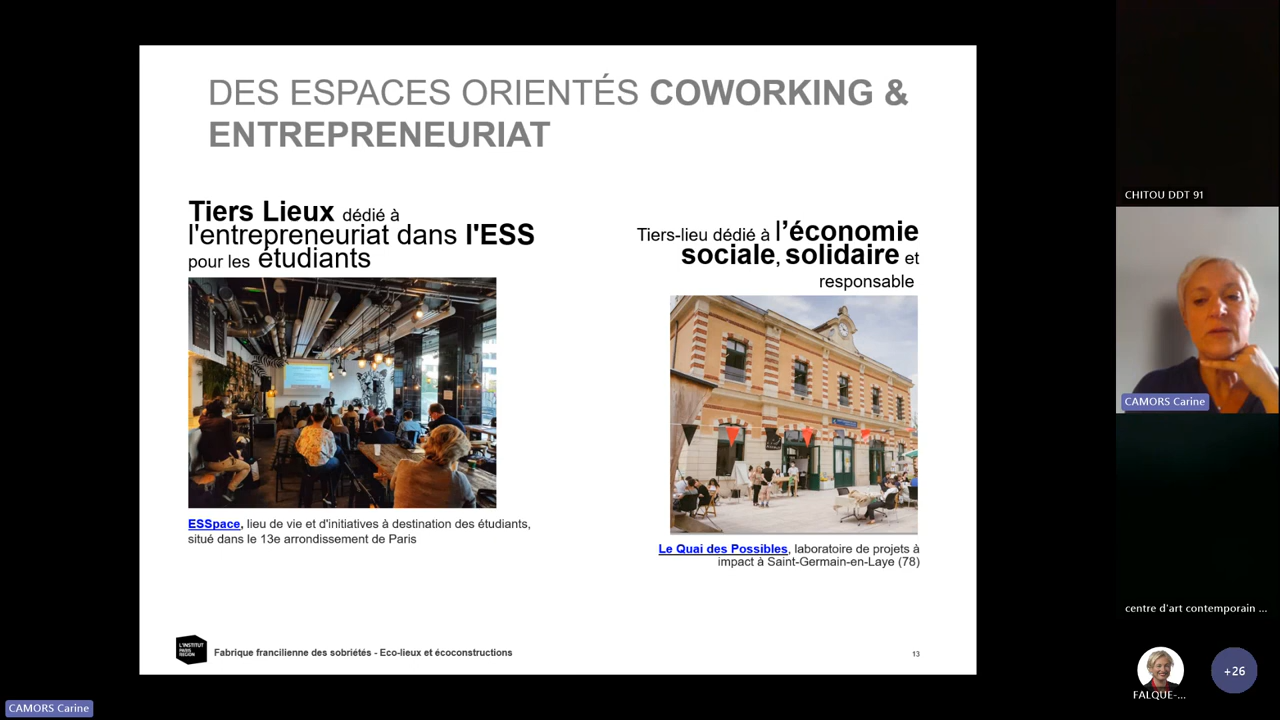 DES ESPACES ORIENTÉS COWORKING &
ENTREPRENEURIAT
Tiers Lieux dédié à
l'entrepreneuriat dans l'ESS
pour les étudiants
ESSpace, lieu de vie et d'initiatives à destination des étudiants,
situé dans le 13e arrondissement de Paris
Tiers-lieu dédié à l'économie
sociale, solidaire et
responsable
Le Quai des Possibles, laboratoire de projets à
impact à Saint-Germain-en-Laye (78)
L'INSTITUT
PARIS
REGION
Fabrique francilienne des sobriétés - Eco-lieux et écoconstructions
13
CHITOU DDT 91
CAMORS Carine
centre d'art contemporain ...
FALQUE-...
+26
CAMORS Carine